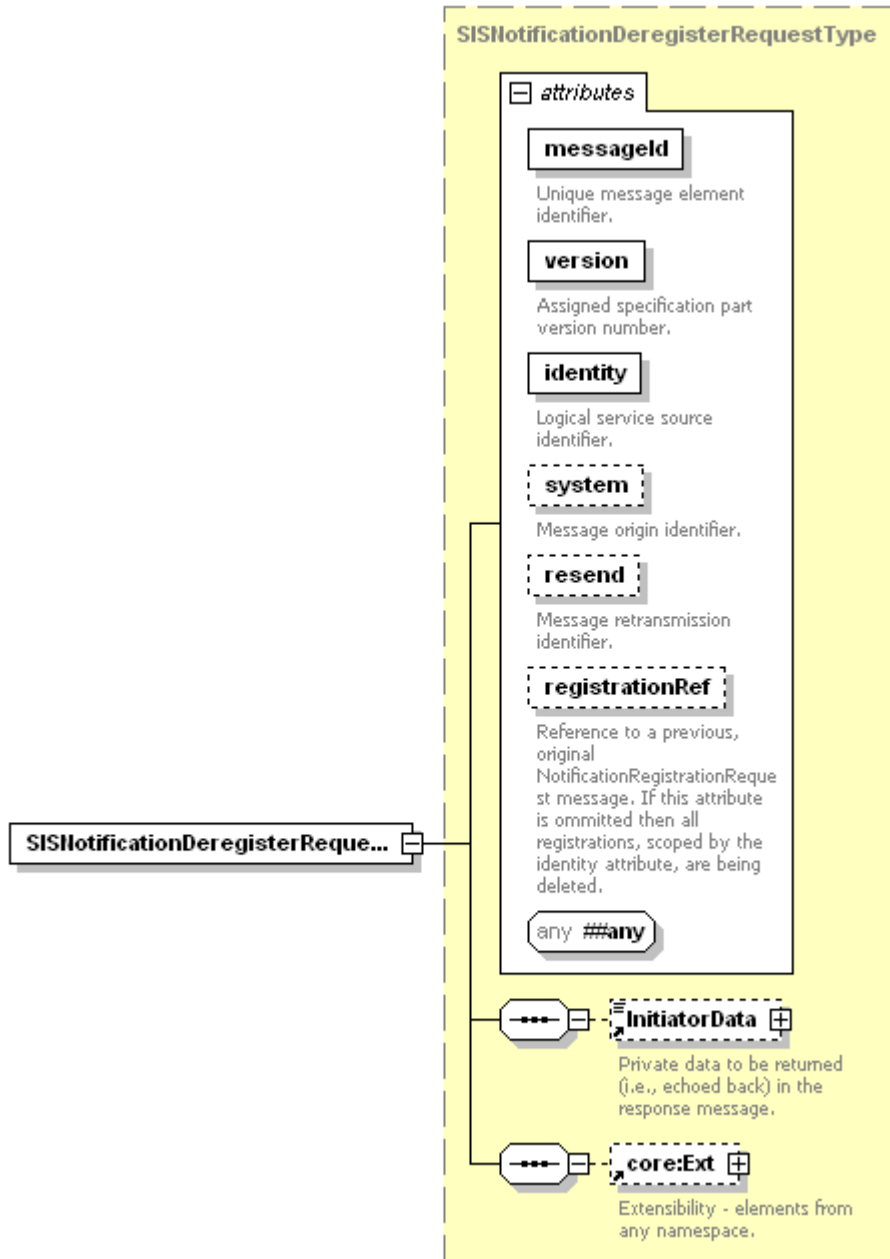 SISNotificationDeregisterRequestType
attributes
messageId
Unique message element
identifier.
version
Assigned specification part
version number.
identity
Logical service source
identifier.
system
Message origin identifier.
resend
Message retransmission
identifier.
registrationRef
Reference to a previous,
original
NotificationRegistrationReque
st message. If this attribute
is ommitted then all
registrations, scoped by the
identity attribute, are being
deleted.
any ##any
SISNotificationDeregisterReque...
InitiatorData
Private data to be returned
(i.e., echoed back) in the
response message.
core:Ext
Extensibility - elements from
any namespace.